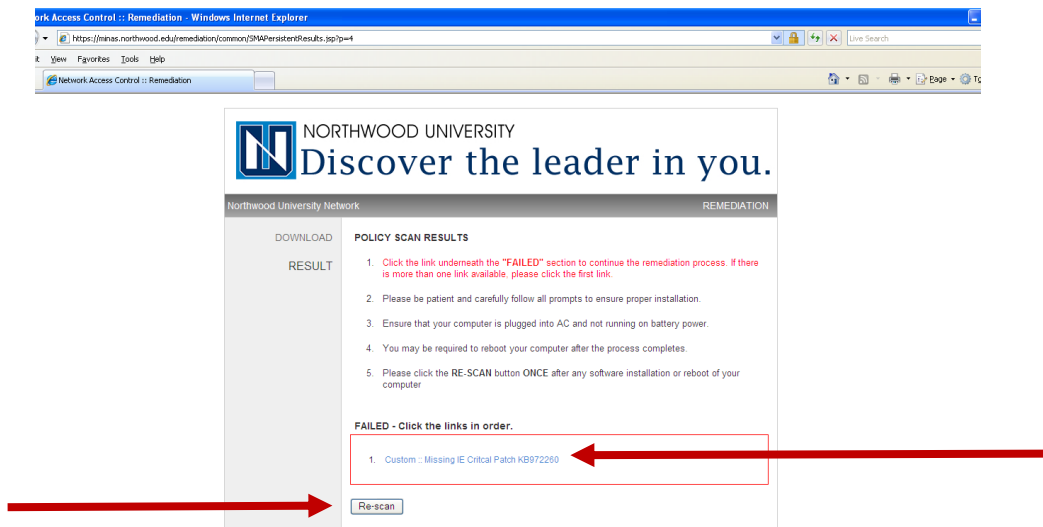 ork Access Control :: Remediation - Windows Internet Explorer
https://minas.northwood.edu/remediation/common/SMAPersistentResults.jsp?p=4
Live Search
it View Favorites Tools Help
Network Access Control :: Remediation
Page
To
NORTHWOOD UNIVERSITY
Discover the leader in you.
Northwood University Network
REMEDIATION
DOWNLOAD
RESULT
POLICY SCAN RESULTS
1. Click the link underneath the "FAILED" section to continue the remediation process. If there
is more than one link available, please click the first link.
2. Please be patient and carefully follow all prompts to ensure proper installation.
3. Ensure that your computer is plugged into AC and not running on battery power.
4. You may be required to reboot your computer after the process completes.
5. Please click the RE-SCAN button ONCE after any software installation or reboot of your
computer
FAILED - Click the links in order.
1. Custom :: Missing IE Critcal Patch KB972260
Re-scan